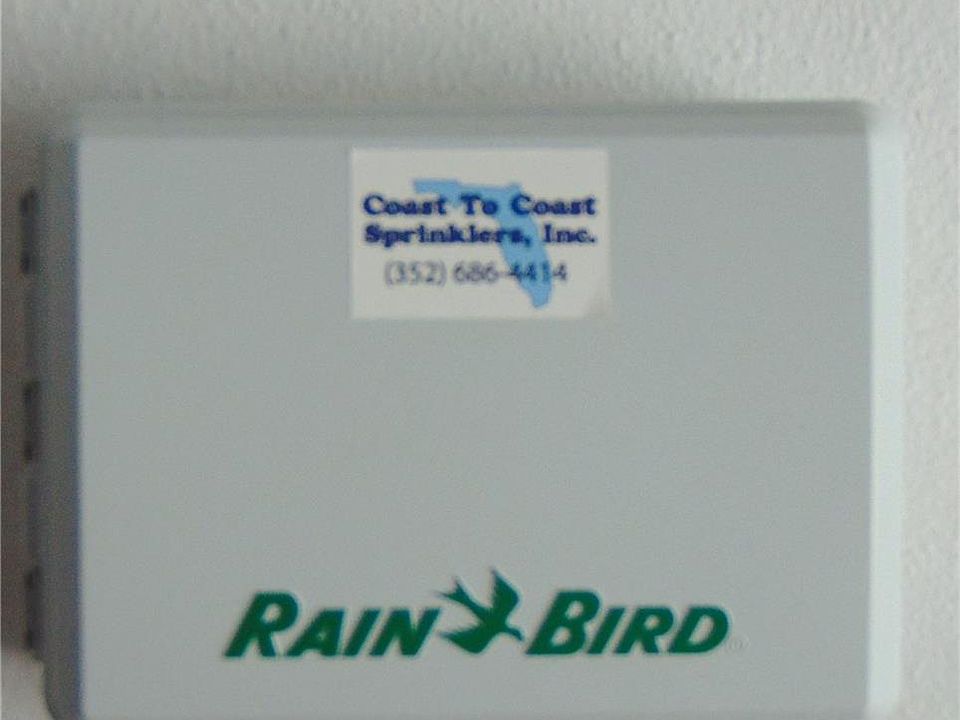 Coast To Coast
Sprinklers, Inc.
(352) 686-4414
RAIN BIRD